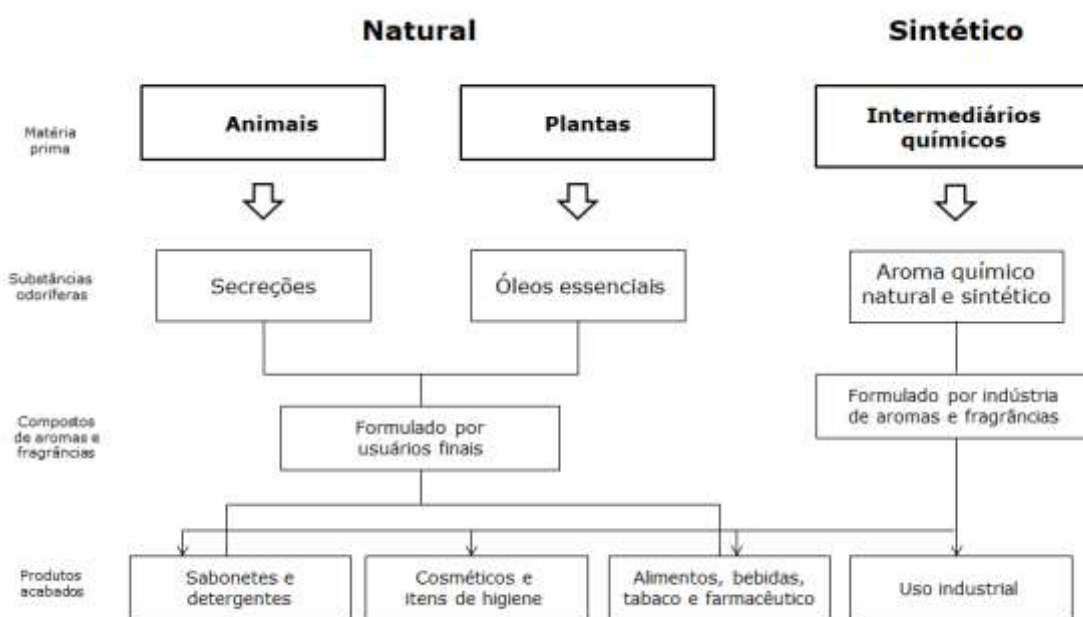 Natural
Sintético
Matéria
prima
Animais
Plantas
Intermediários
químicos
Substâncias
odoríferas
Secreções
Óleos essenciais
Aroma químico
natural e sintético
Compostos
de aromas e
fragrâncias
Formulado por
usuários finais
Formulado por indústria
de aromas e fragrâncias
Produtos
acabados
Sabonetes e
detergentes
Cosméticos e
itens de higiene
Alimentos, bebidas,
tabaco e farmacêutico
Uso industrial